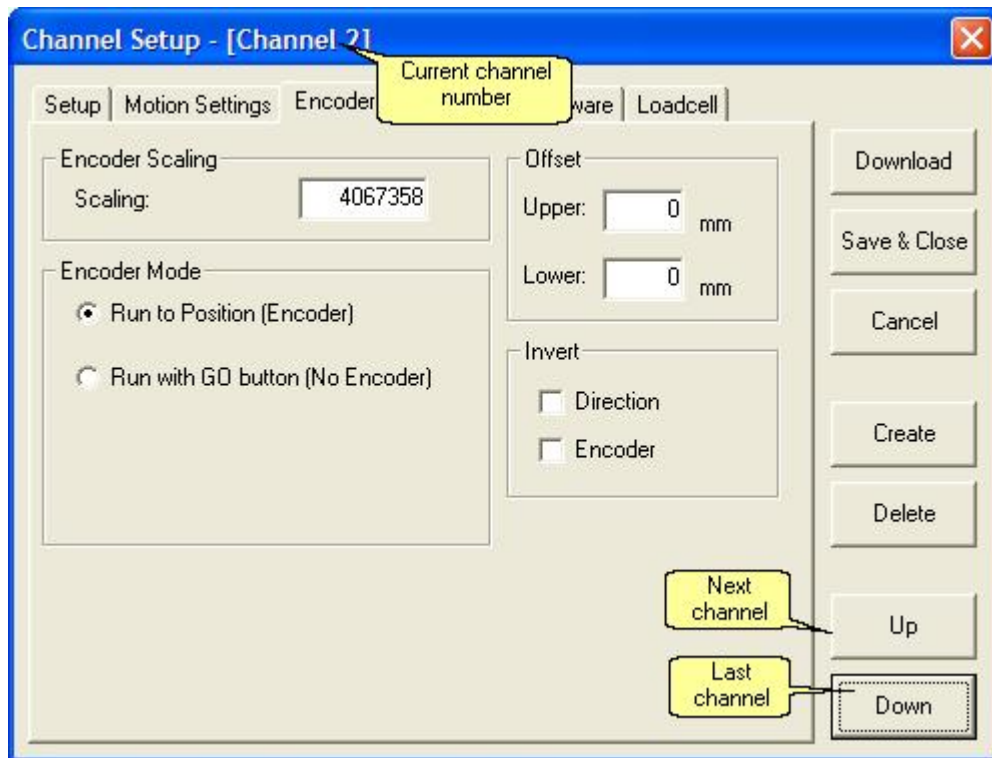 Channel Setup - [Channel 2]
Current channel
number
Setup
Motion Settings
Encoder
Loadcell
Encoder Scaling
Scaling:
4067358
Encoder Mode
Run to Position (Encoder)
Run with GO button (No Encoder)
Offset
Upper:
0
mm
Lower:
0
mm
Invert
Direction
Encoder
Download
Save & Close
Cancel
Create
Delete
Next
channel
Up
Last
channel
Down